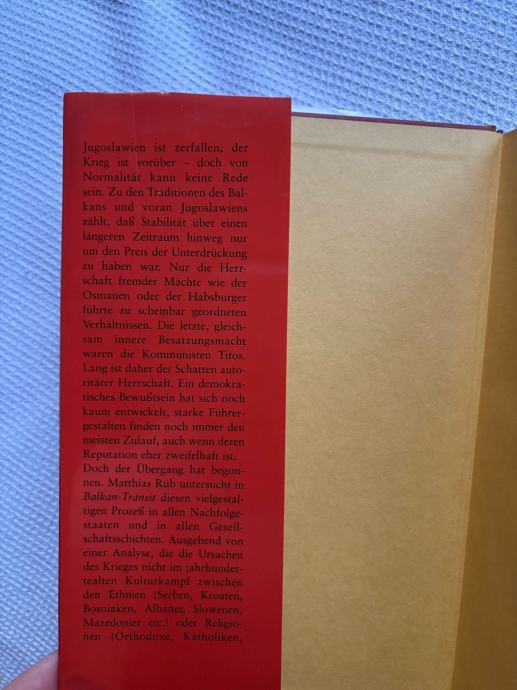 Jugoslawien ist zerfallen, der
Krieg ist vorüber – doch von
Normalität kann keine Rede
sein. Zu den Traditionen des Bal-
kans und voran Jugoslawiens
zählt, daß Stabilität über einen
längeren Zeitraum hinweg nur
um den Preis der Unterdrückung
zu haben war. Nur die Herr-
schaft fremder Mächte wie der
Osmanen oder der Habsburger
führte zu scheinbar geordneten
Verhältnissen. Die letzte, gleich-
sam innere Besatzungsmacht
waren die Kommunisten Titos.
Lang ist daher der Schatten auto-
ritärer Herrschaft. Ein demokra-
tisches Bewußtsein hat sich noch
kaum entwickelt, starke Führer-
gestalten finden noch immer den
meisten Zulauf, auch wenn deren
Reputation eher zweifelhaft ist.
Doch der Übergang hat begon-
nen. Matthias Rüb untersucht in
Balkan-Transit diesen vielgestal-
tigen Prozeß in allen Nachfolge-
staaten und in allen Gesell-
schaftsschichten. Ausgehend von
einer Analyse, die die Ursachen
des Krieges nicht im jahrhunder-
tealten Kulturkampf zwischen
den Ethnien (Serben, Kroaten,
Bosniaken, Albaner, Slowenen,
Mazedonier etc.) oder Religio-
nen (Orthodoxe, Katholiken,